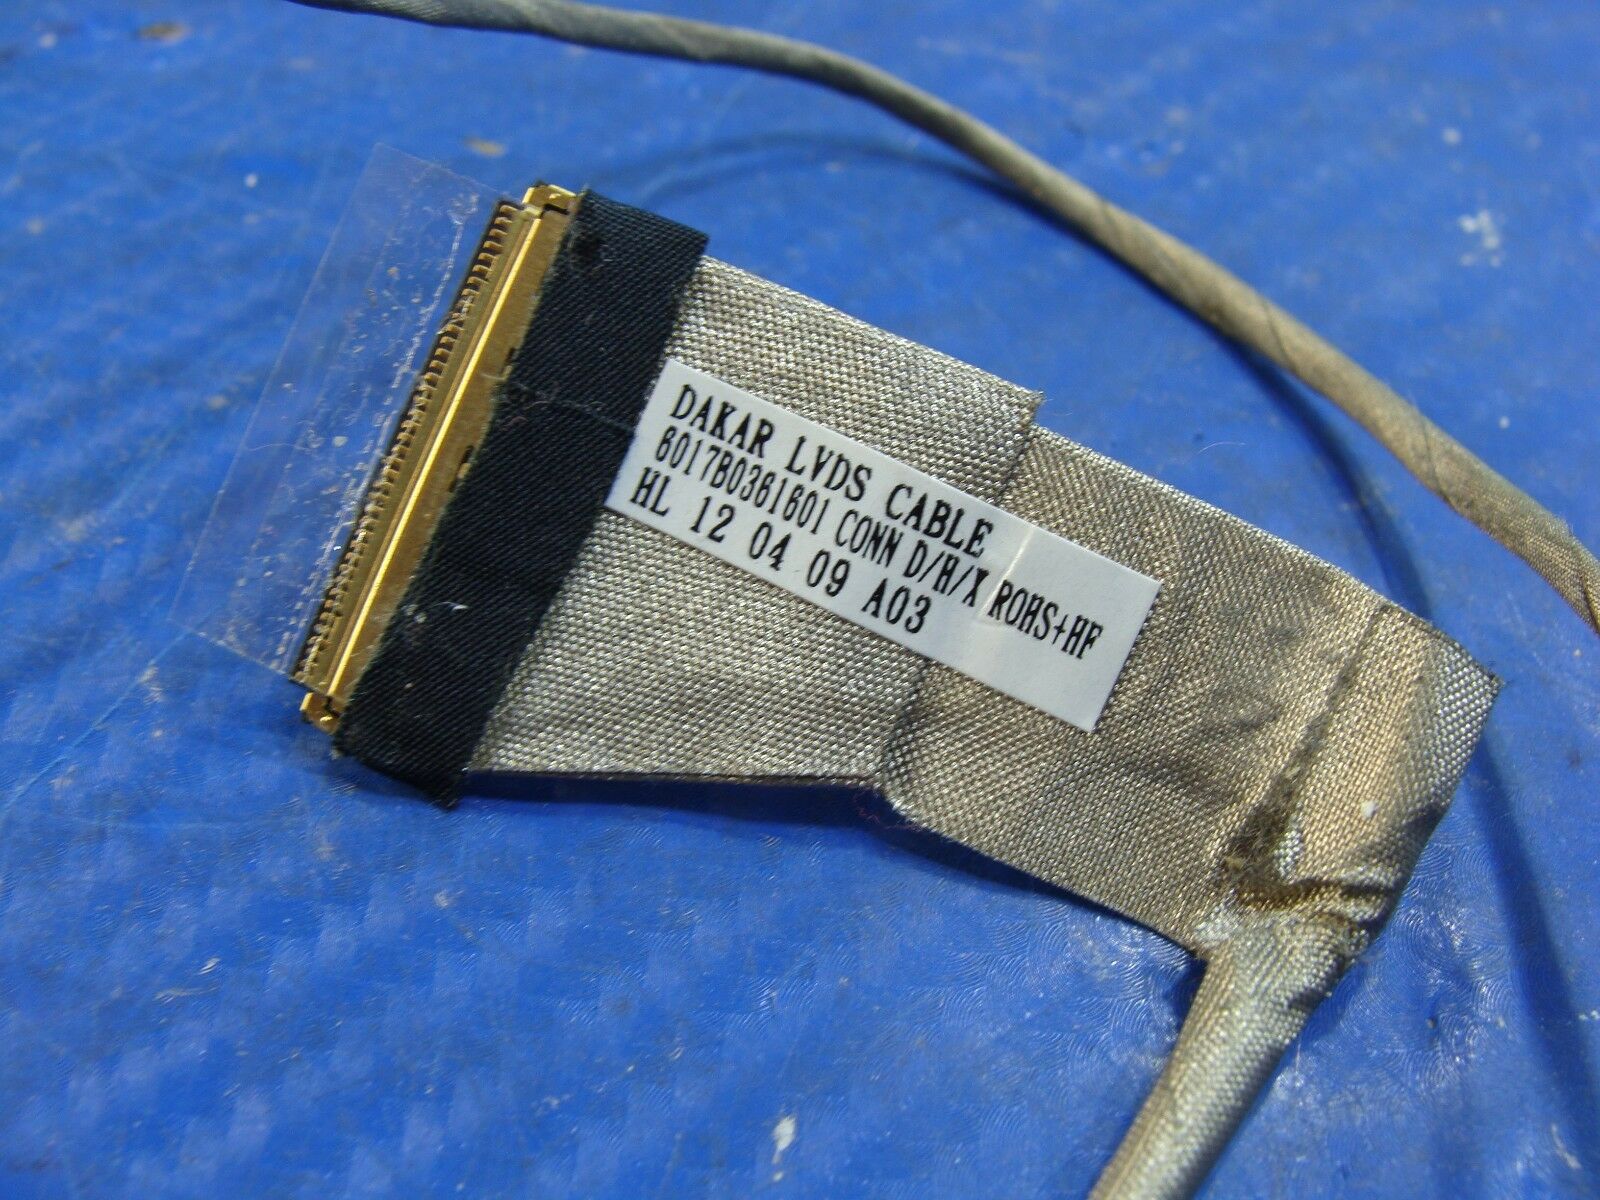 DAKAR LVDS CABLE
6017B0361601 CONN D/H/X ROHS+HF
HL 12 04 09 A03